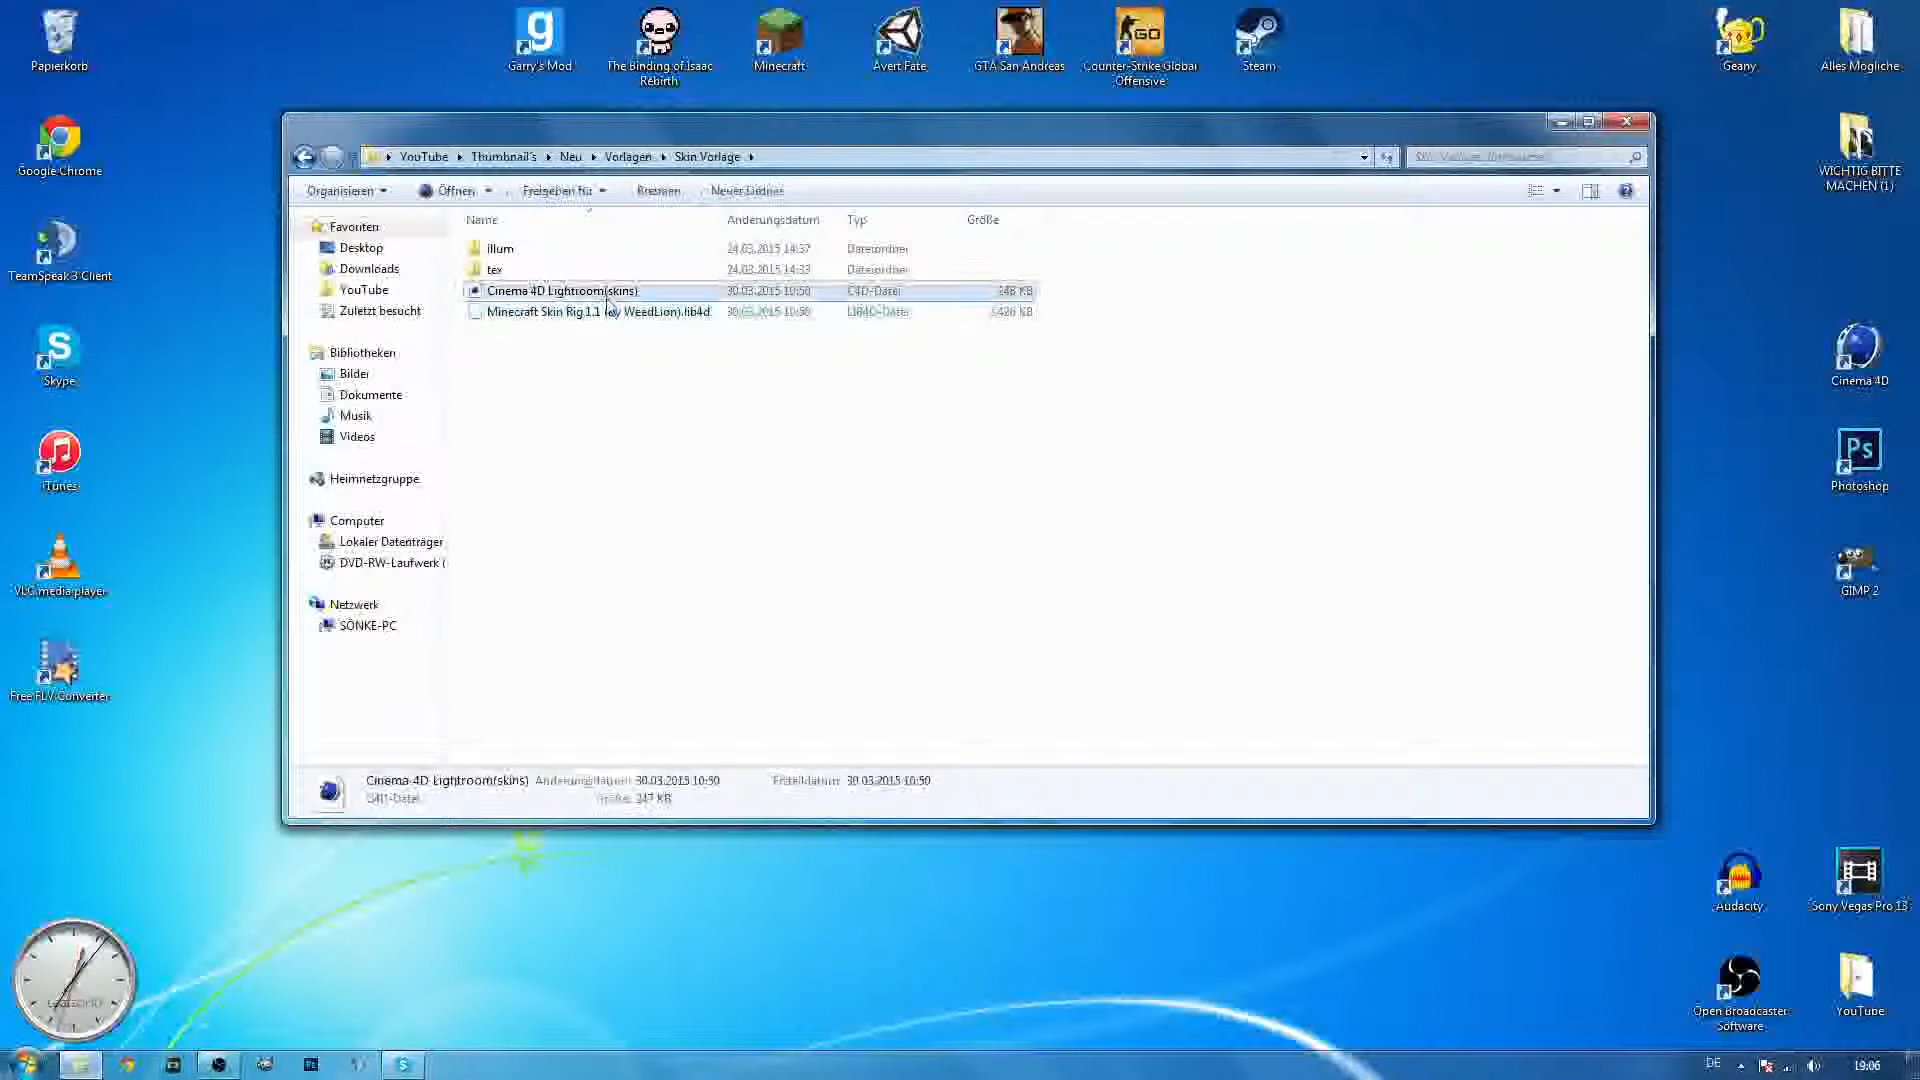 Papierkorb
Garry's Mod
The Binding of Isaac
Rebirth
Minecraft
Avert Fate
GTA San Andreas
Counter-Strike Global
Offensive
Steam
Geany
Alles Mögliche
Google Chrome
WICHTIG BITTE
MACHEN (1)
TeamSpeak 3 Client
Skype
iTunes
VLC media player
Free FLV Converter
Cinema 4D
Ps
Photoshop
GIMP 2
Audacity
Sony Vegas Pro 13
Open Broadcaster
Software
YouTube
YouTube ▸ Thumbnail's ▸ Neu ▸ Vorlagen ▸ Skin Vorlage ▸
Organisieren
Öffnen
Freigeben für
Brennen
Neuer Ordner
Name Änderungsdatum Typ Größe
Favoriten
Desktop
Downloads
YouTube
Zuletzt besucht
Bibliotheken
Bilder
Dokumente
Musik
Videos
Heimnetzgruppe
Computer
Lokaler Datenträger
DVD-RW-Laufwerk (
Netzwerk
SÖNKE-PC
illum 24.03.2015 14:37 Dateiordner
tex 24.03.2015 14:33 Dateiordner
Cinema 4D Lightroom(skins) 30.03.2015 10:50 C4D-Datei 348 KB
Minecraft Skin Rig 1.1 (by WeedLion).lib4d 30.03.2015 10:50 LIB4D-Datei
Cinema 4D Lightroom(skins) Änderungsdatum: 30.03.2015 10:50 Erstelldatum: 30.03.2015 10:50
C4D-Datei Größe: 347 KB
DE
19:06